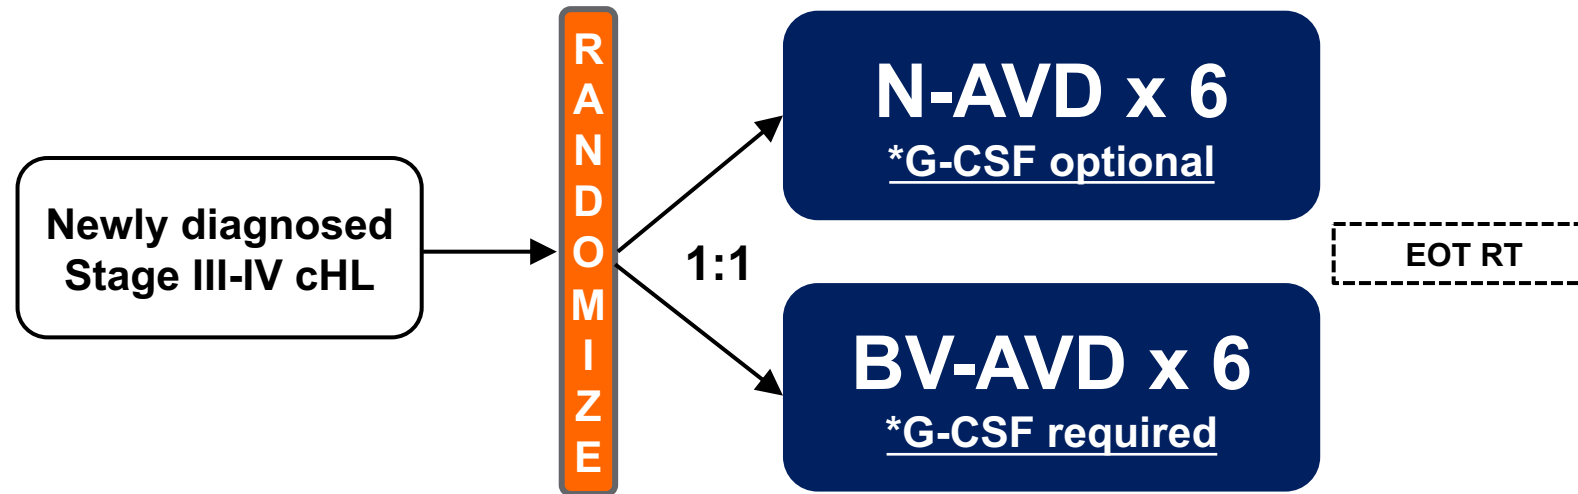 Newly diagnosed
Stage III-IV cHL
RANDOMIZE
1:1
N-AVD x 6
*G-CSF optional
BV-AVD x 6
*G-CSF required
EOT RT